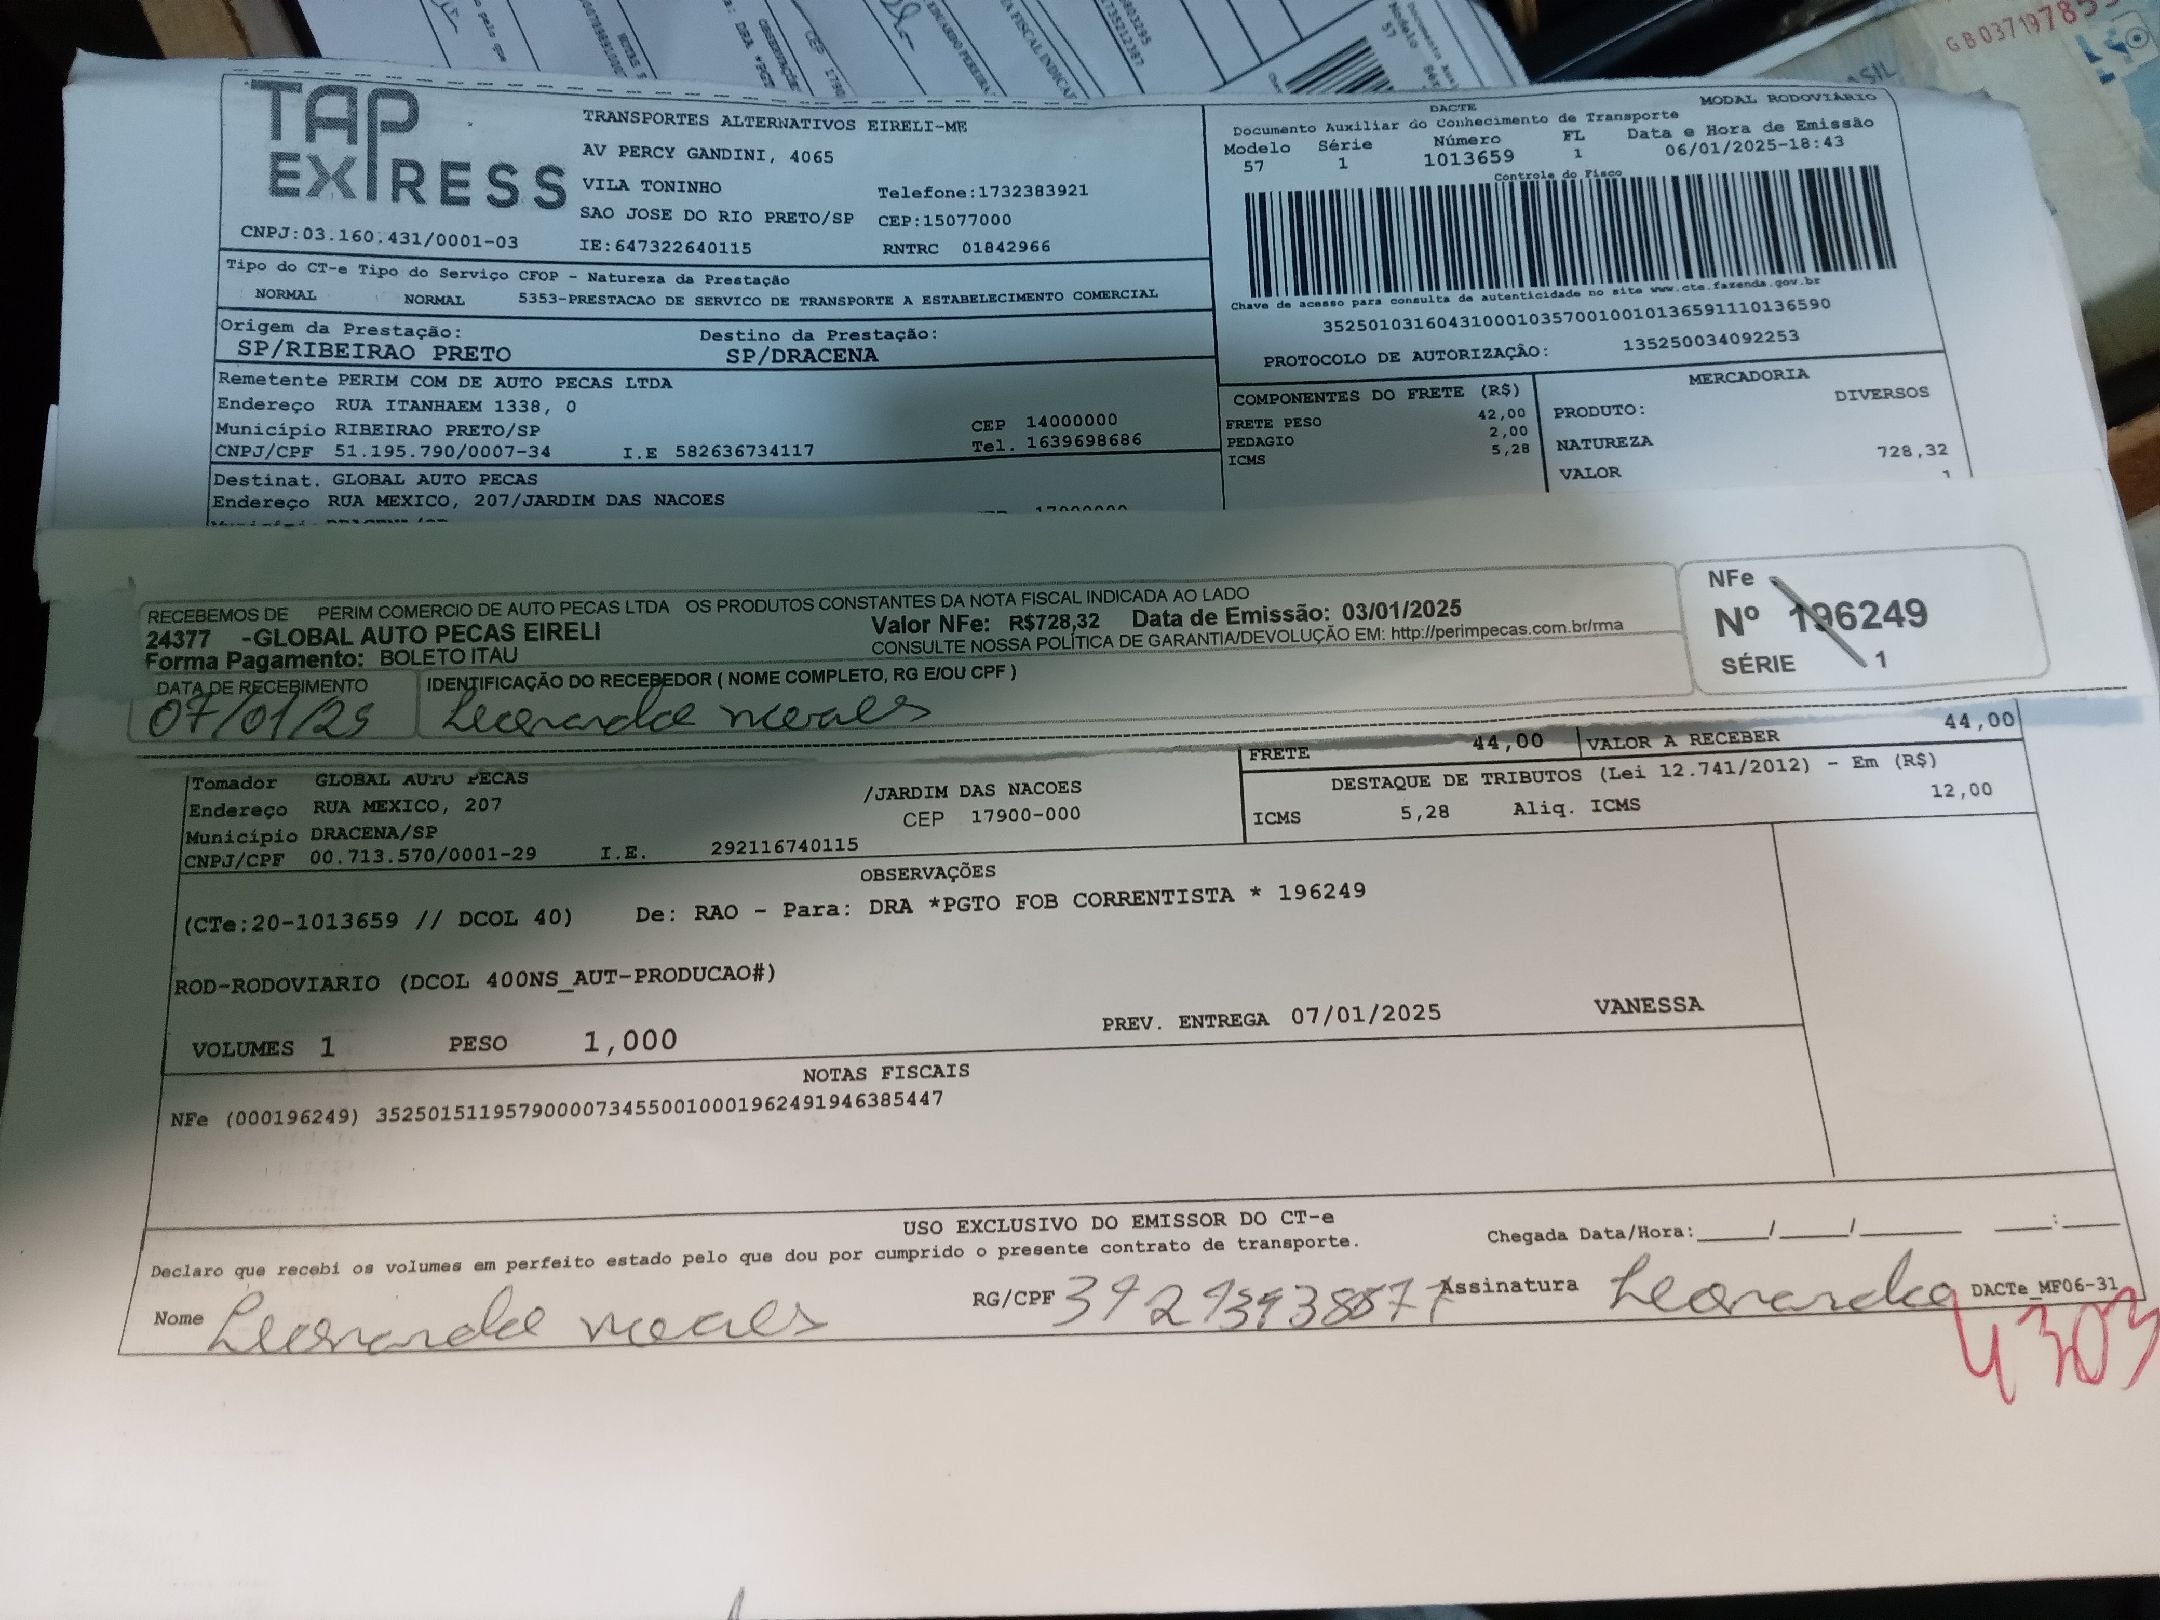 TAP
EXPRESS
TRANSPORTES ALTERNATIVOS EIRELI-ME
AV PERCY GANDINI, 4065
VILA TONINHO Telefone:1732383921
SAO JOSE DO RIO PRETO/SP CEP:15077000
CNPJ:03.160.431/0001-03 IE:647322640115 RNTRC 01842966
DACTE MODAL RODOVIÁRIO
Documento Auxiliar do Conhecimento de Transporte
Modelo Série Número FL Data e Hora de Emissão
57 1 1013659 1 06/01/2025-18:43
Controle do Fisco
Chave de acesso para consulta de autenticidade no site www.cte.fazenda.gov.br
35250103160431000103570010010136591110136590
PROTOCOLO DE AUTORIZAÇÃO: 135250034092253
Tipo do CT-e Tipo do Serviço CFOP - Natureza da Prestação
NORMAL NORMAL 5353-PRESTACAO DE SERVICO DE TRANSPORTE A ESTABELECIMENTO COMERCIAL
Origem da Prestação: Destino da Prestação:
SP/RIBEIRAO PRETO SP/DRACENA
Remetente PERIM COM DE AUTO PECAS LTDA
Endereço RUA ITANHAEM 1338, 0
Município RIBEIRAO PRETO/SP CEP 14000000
CNPJ/CPF 51.195.790/0007-34 I.E 582636734117 Tel. 1639698686
Destinat. GLOBAL AUTO PECAS
Endereço RUA MEXICO, 207/JARDIM DAS NACOES
COMPONENTES DO FRETE (R$)
FRETE PESO 42,00
PEDAGIO 2,00
ICMS 5,28
MERCADORIA
PRODUTO: DIVERSOS
NATUREZA
VALOR 728,32
RECEBEMOS DE PERIM COMERCIO DE AUTO PECAS LTDA OS PRODUTOS CONSTANTES DA NOTA FISCAL INDICADA AO LADO
24377 -GLOBAL AUTO PECAS EIRELI Valor NFe: R$728,32 Data de Emissão: 03/01/2025
Forma Pagamento: BOLETO ITAU CONSULTE NOSSA POLÍTICA DE GARANTIA/DEVOLUÇÃO EM: http://perimpecas.com.br/rma
NFe
Nº 196249
SÉRIE 1
DATA DE RECEBIMENTO IDENTIFICAÇÃO DO RECEBEDOR ( NOME COMPLETO, RG E/OU CPF )
07/01/25 Leonardo Moraes
FRETE 44,00 VALOR A RECEBER 44,00
Tomador GLOBAL AUTO PECAS
Endereço RUA MEXICO, 207 /JARDIM DAS NACOES
Município DRACENA/SP CEP 17900-000
CNPJ/CPF 00.713.570/0001-29 I.E. 292116740115
DESTAQUE DE TRIBUTOS (Lei 12.741/2012) - Em (R$)
ICMS 5,28 Aliq. ICMS 12,00
OBSERVAÇÕES
(CTe:20-1013659 // DCOL 40) De: RAO - Para: DRA *PGTO FOB CORRENTISTA * 196249
ROD-RODOVIARIO (DCOL 400NS_AUT-PRODUCAO#)
VOLUMES 1 PESO 1,000 PREV. ENTREGA 07/01/2025 VANESSA
NOTAS FISCAIS
NFe (000196249) 35250151195790000734550010001962491946385447
USO EXCLUSIVO DO EMISSOR DO CT-e
Declaro que recebi os volumes em perfeito estado pelo que dou por cumprido o presente contrato de transporte. Chegada Data/Hora:_____/_____/_______ ____:____
Nome Leonardo Moraes RG/CPF Assinatura Leonardo DACTe_MF06-31
4303